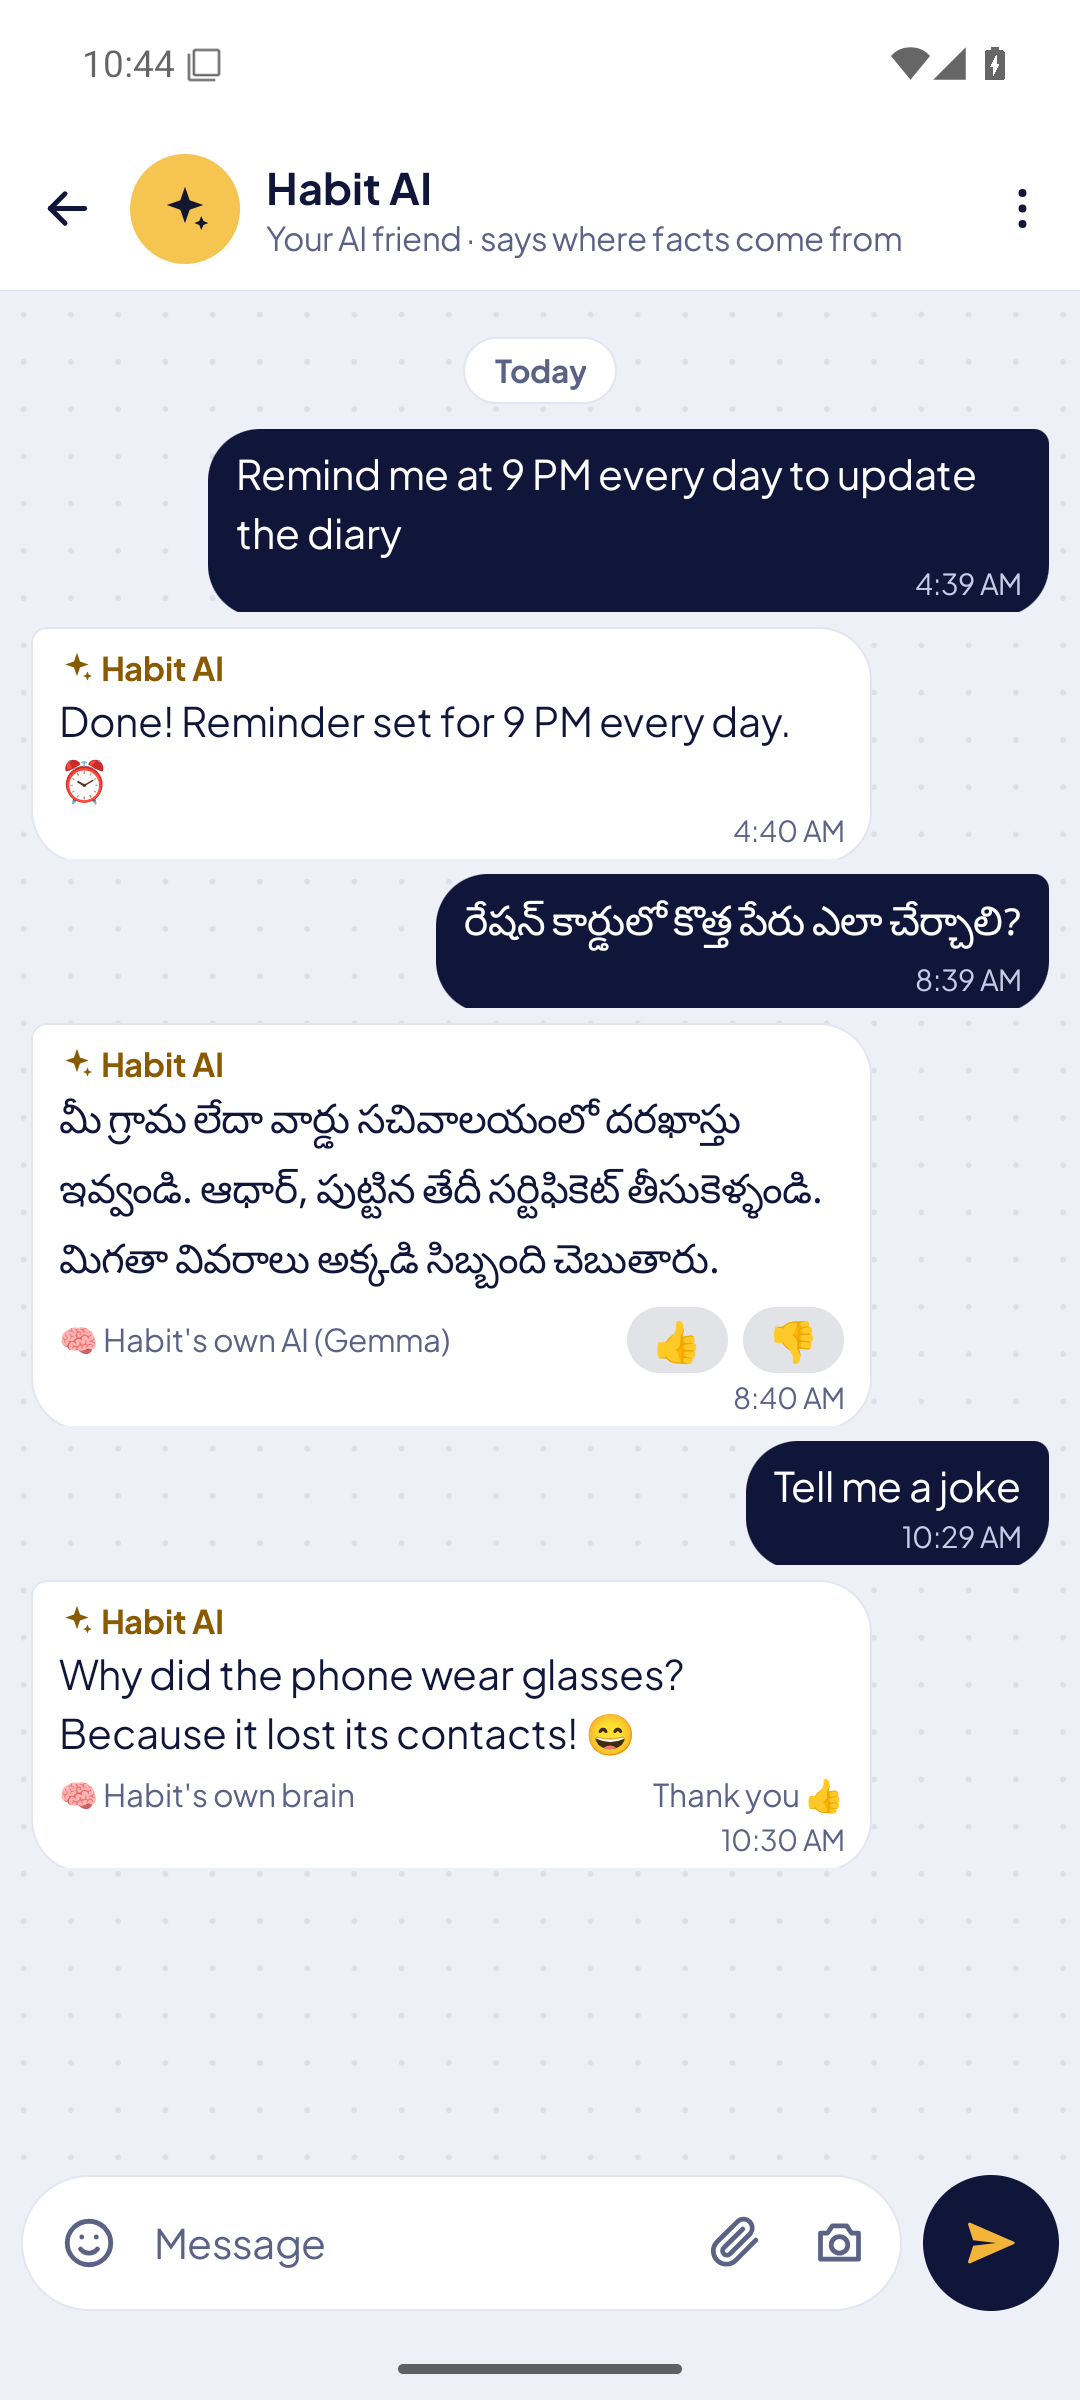 10:44
Habit AI
Your AI friend · says where facts come from
Today
Remind me at 9 PM every day to update
the diary
4:39 AM
Habit AI
Done! Reminder set for 9 PM every day.
⏰
4:40 AM
రేషన్ కార్డులో కొత్త పేరు ఎలా చేర్చాలి?
8:39 AM
Habit AI
మీ గ్రామ లేదా వార్డు సచివాలయంలో దరఖాస్తు
ఇవ్వండి. ఆధార్, పుట్టిన తేదీ సర్టిఫికెట్ తీసుకెళ్ళండి.
మిగతా వివరాలు అక్కడి సిబ్బంది చెబుతారు.
🧠 Habit's own AI (Gemma) 👍 👎
8:40 AM
Tell me a joke
10:29 AM
Habit AI
Why did the phone wear glasses?
Because it lost its contacts! 😄
🧠 Habit's own brain Thank you 👍
10:30 AM
Message